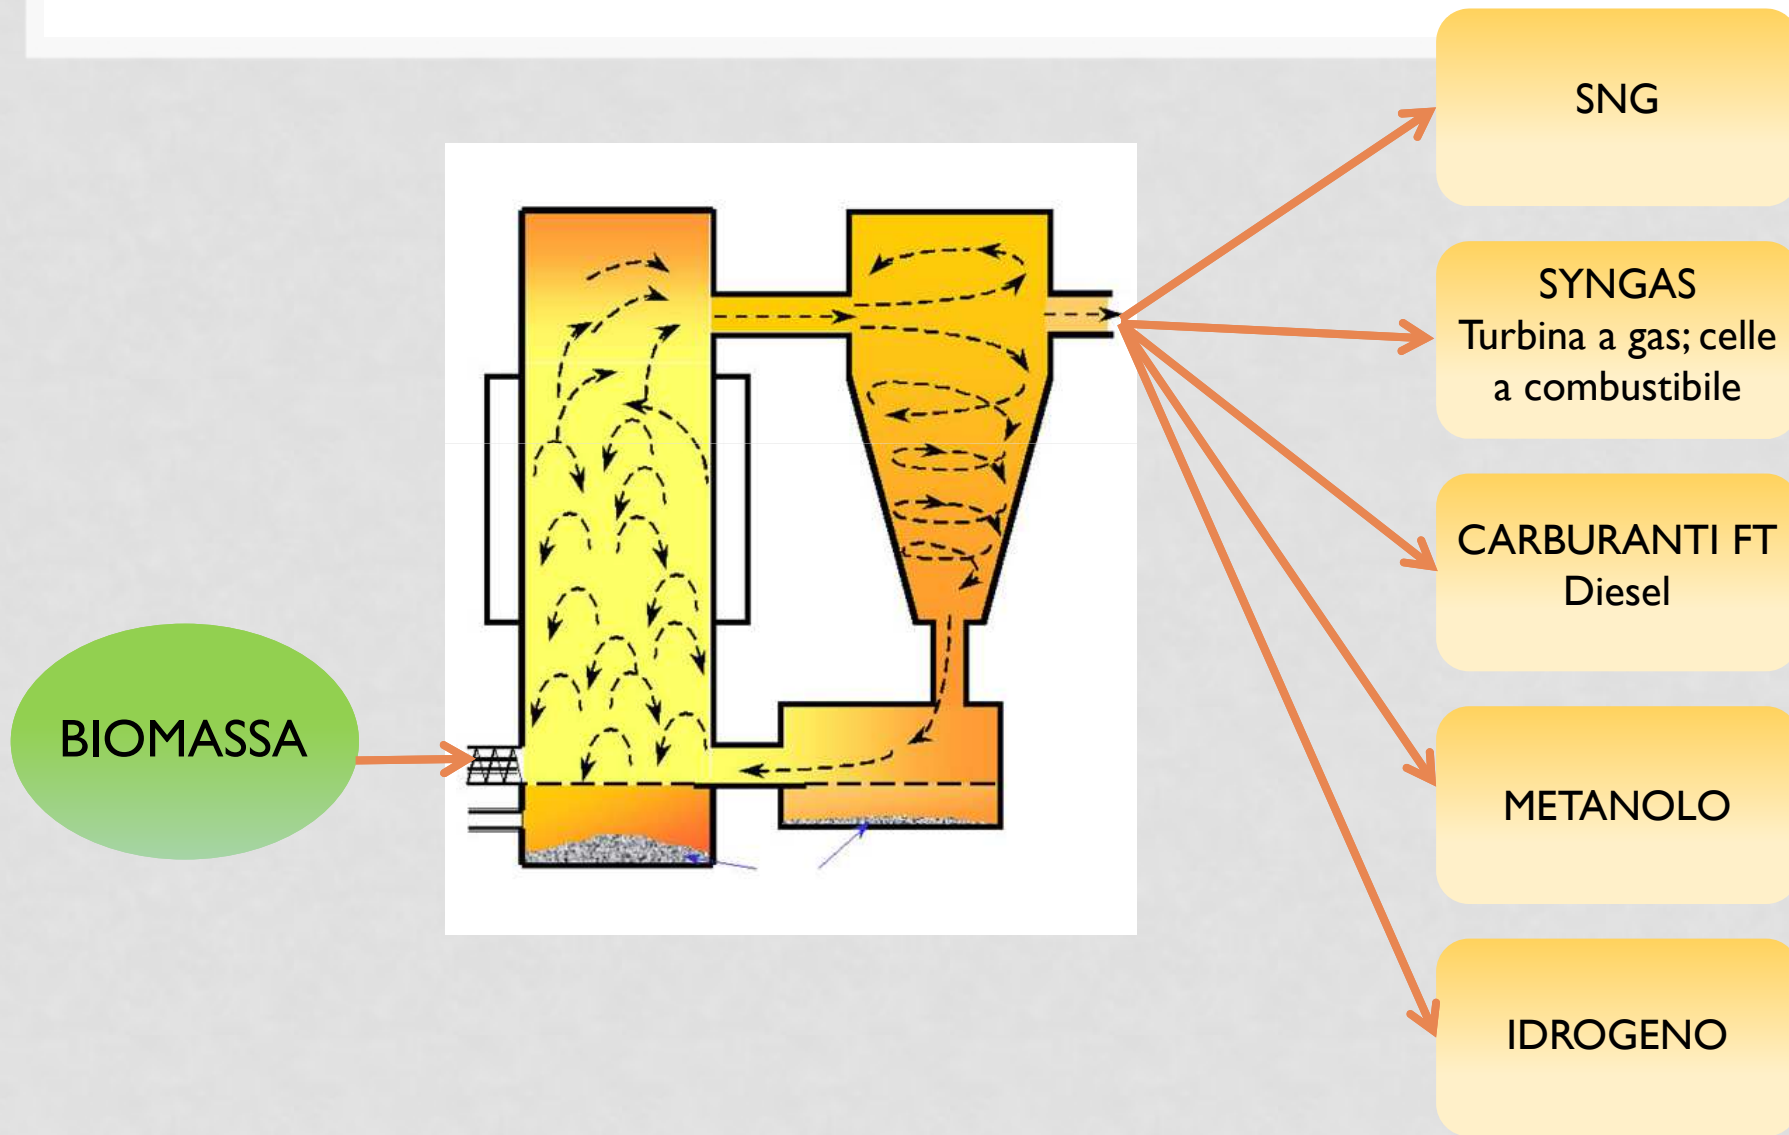 SNG
SYNGAS
Turbina a gas; celle
a combustibile
CARBURANTI FT
Diesel
BIOMASSA
METANOLO
IDROGENO